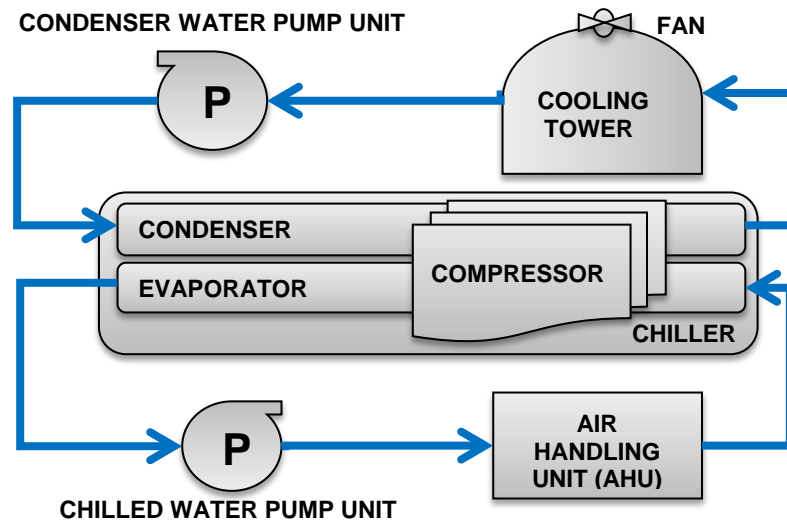 CONDENSER WATER PUMP UNIT
FAN
P
COOLING
TOWER
CONDENSER
COMPRESSOR
EVAPORATOR
CHILLER
P
AIR
HANDLING
UNIT (AHU)
CHILLED WATER PUMP UNIT